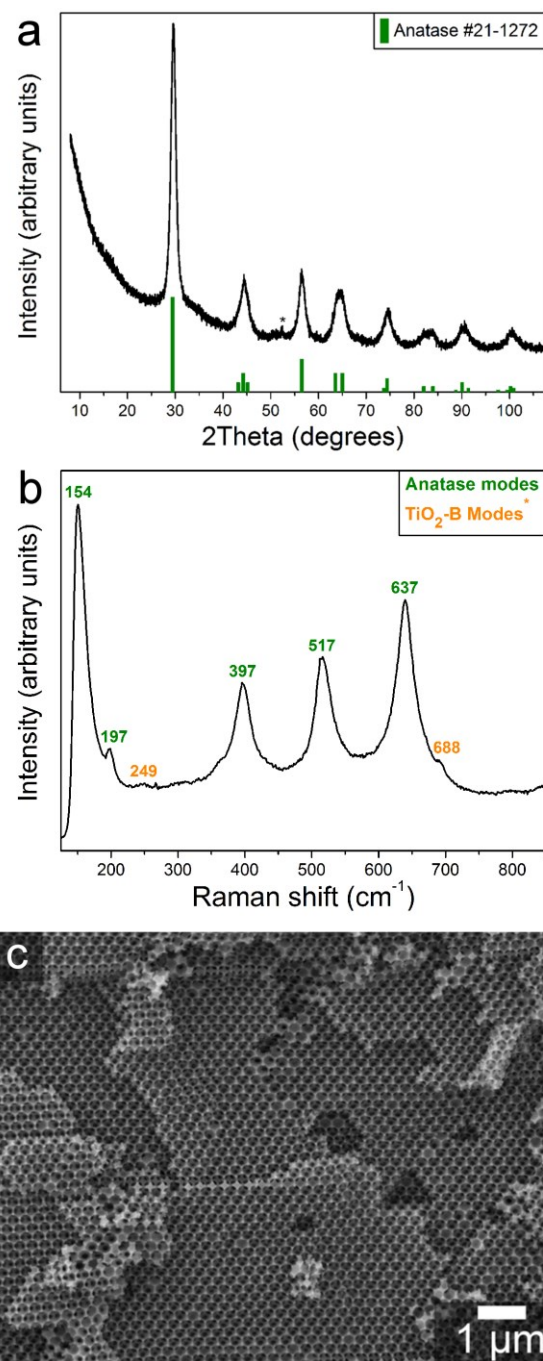 a
Anatase #21-1272
Intensity (arbitrary units)
*
10 20 30 40 50 60 70 80 90 100
2Theta (degrees)
b
Anatase modes
TiO₂-B Modes*
154
197
249
397
517
637
688
Intensity (arbitrary units)
200 300 400 500 600 700 800
Raman shift (cm⁻¹)
c
1 µm